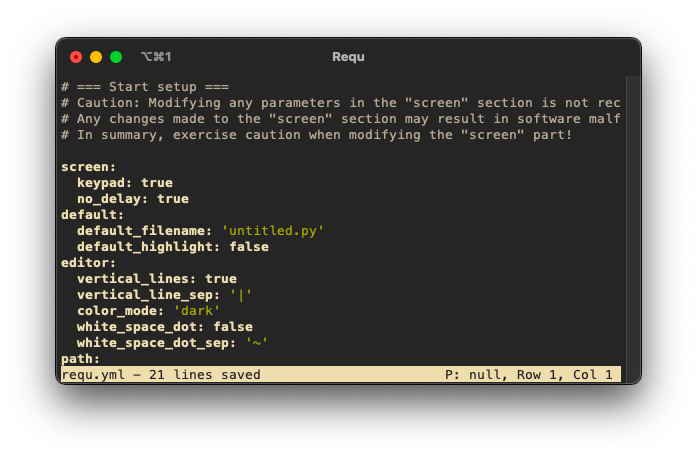 ⌥⌘1 Requ
# === Start setup ===
# Caution: Modifying any parameters in the "screen" section is not rec
# Any changes made to the "screen" section may result in software malf
# In summary, exercise caution when modifying the "screen" part!
screen:
  keypad: true
  no_delay: true
default:
  default_filename: 'untitled.py'
  default_highlight: false
editor:
  vertical_lines: true
  vertical_line_sep: '|'
  color_mode: 'dark'
  white_space_dot: false
  white_space_dot_sep: '~'
path:
requ.yml – 21 lines saved P: null, Row 1, Col 1